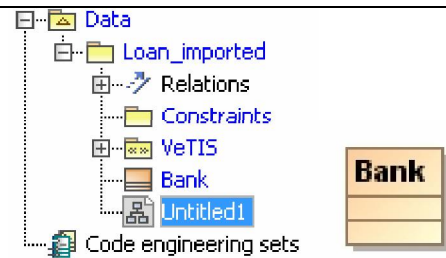 Data
Loan_imported
Relations
Constraints
VeTIS
Bank
Untitled1
Code engineering sets
Bank